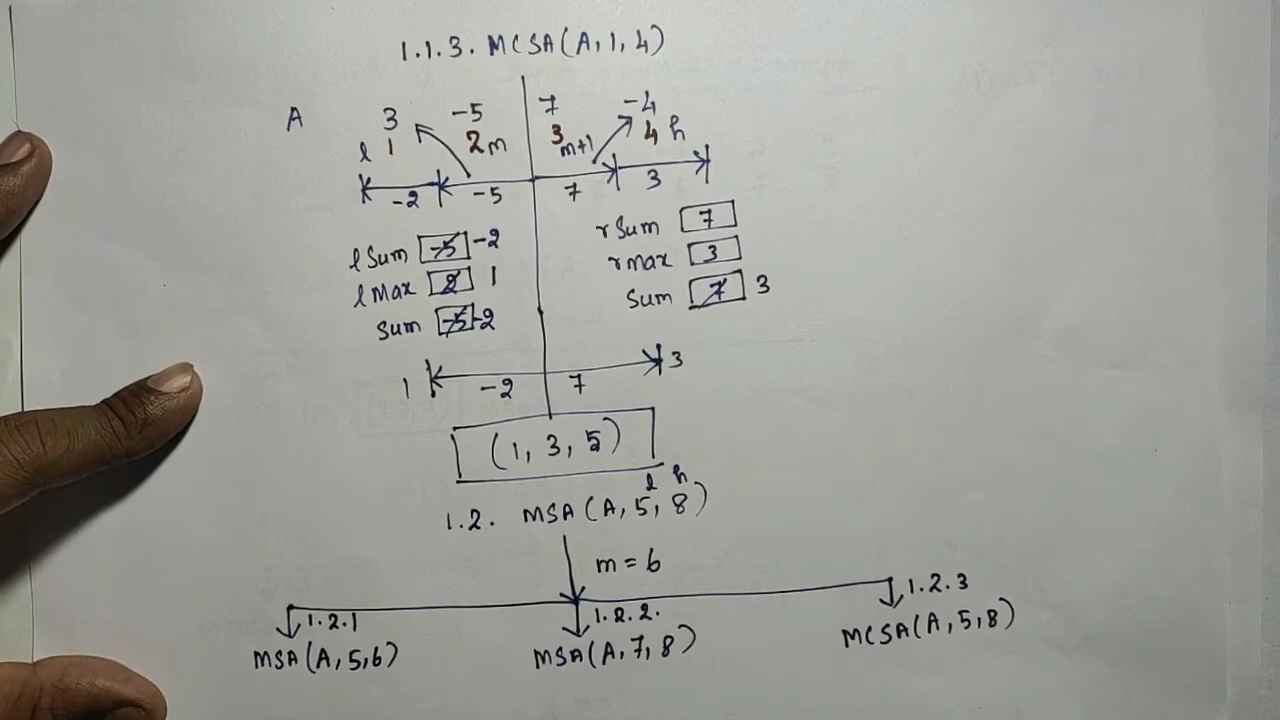 1.1.3. MCSA(A,1,4)
A 3 -5 7 -4
l 1 2 m 3 m+1 4 h
-2 -5 7 3
lSum -5 -2 rSum 7
lMax 2 1 rmax 3
Sum -5 -2 Sum 7 3
1 -2 7 3
(1, 3, 5)
l h
1.2. MSA(A,5,8)
m=6
1.2.1 1.2.2. 1.2.3
MSA(A,5,6) MSA(A,7,8) MCSA(A,5,8)